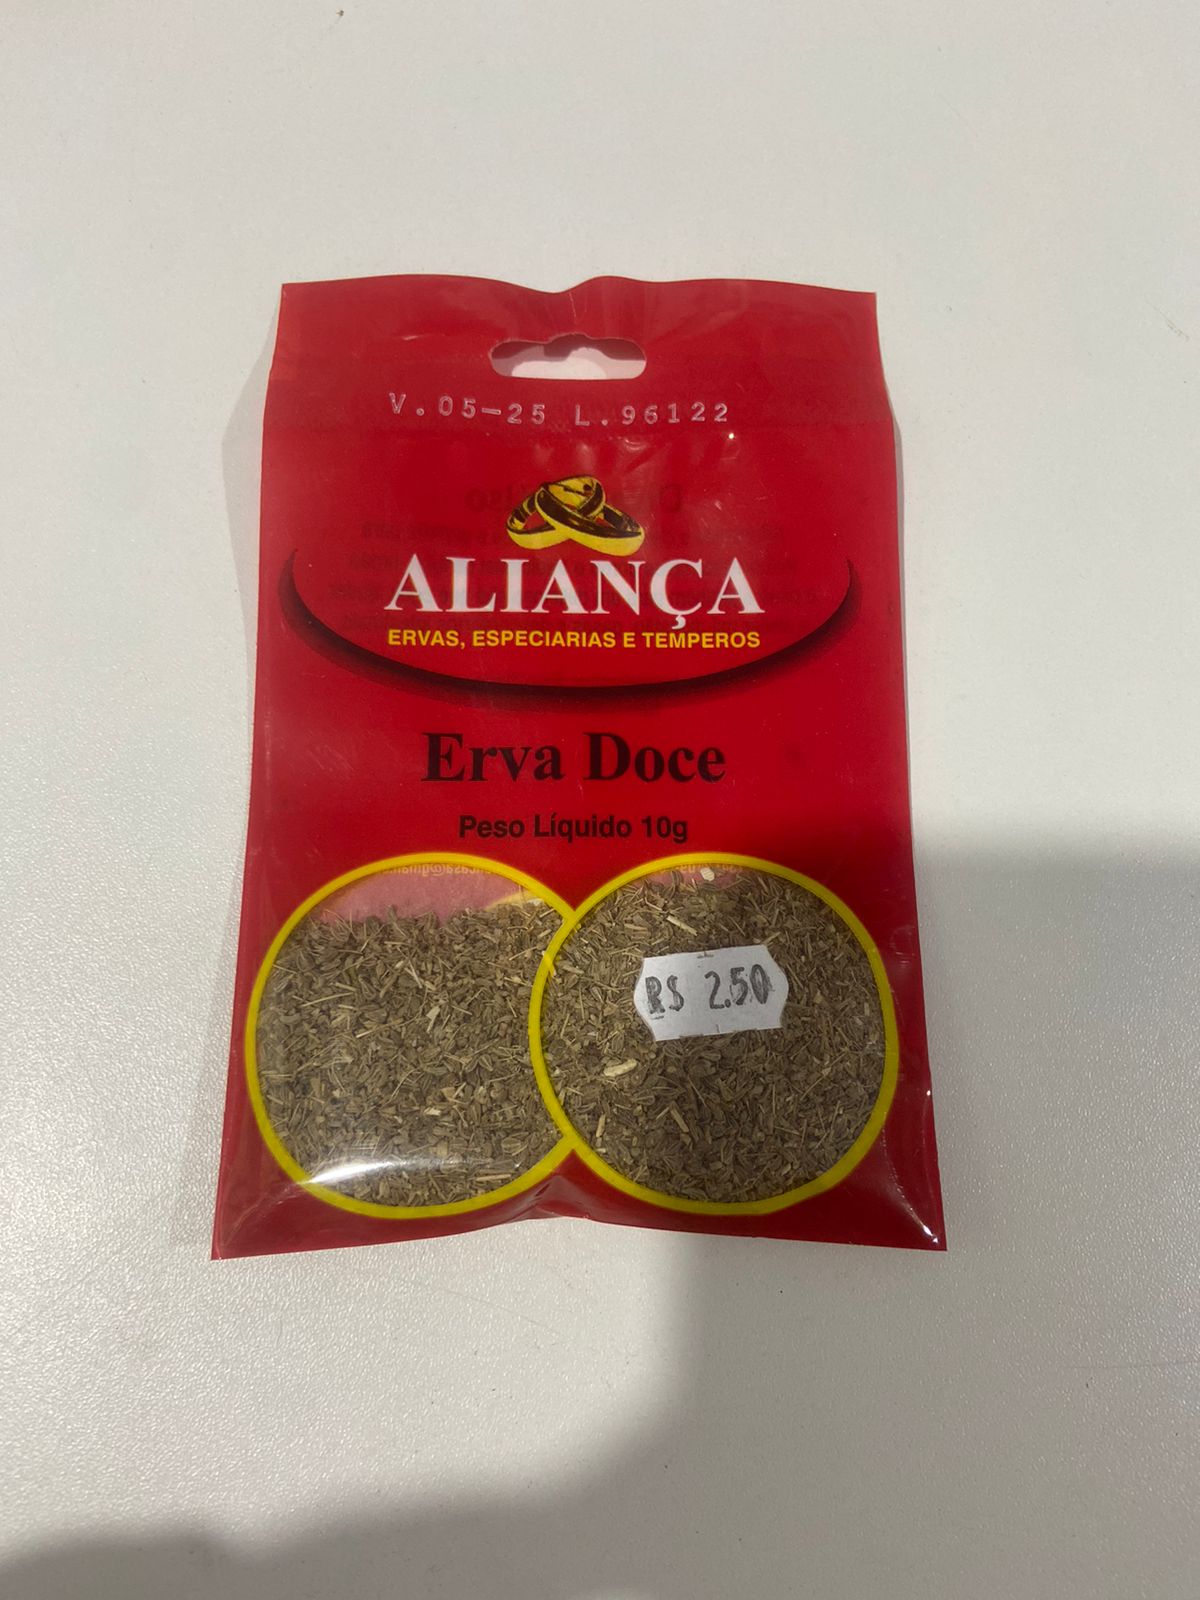 V.05-25 L.96122
ALIANÇA
ERVAS, ESPECIARIAS E TEMPEROS
Erva Doce
Peso Líquido 10g
R$ 2.50